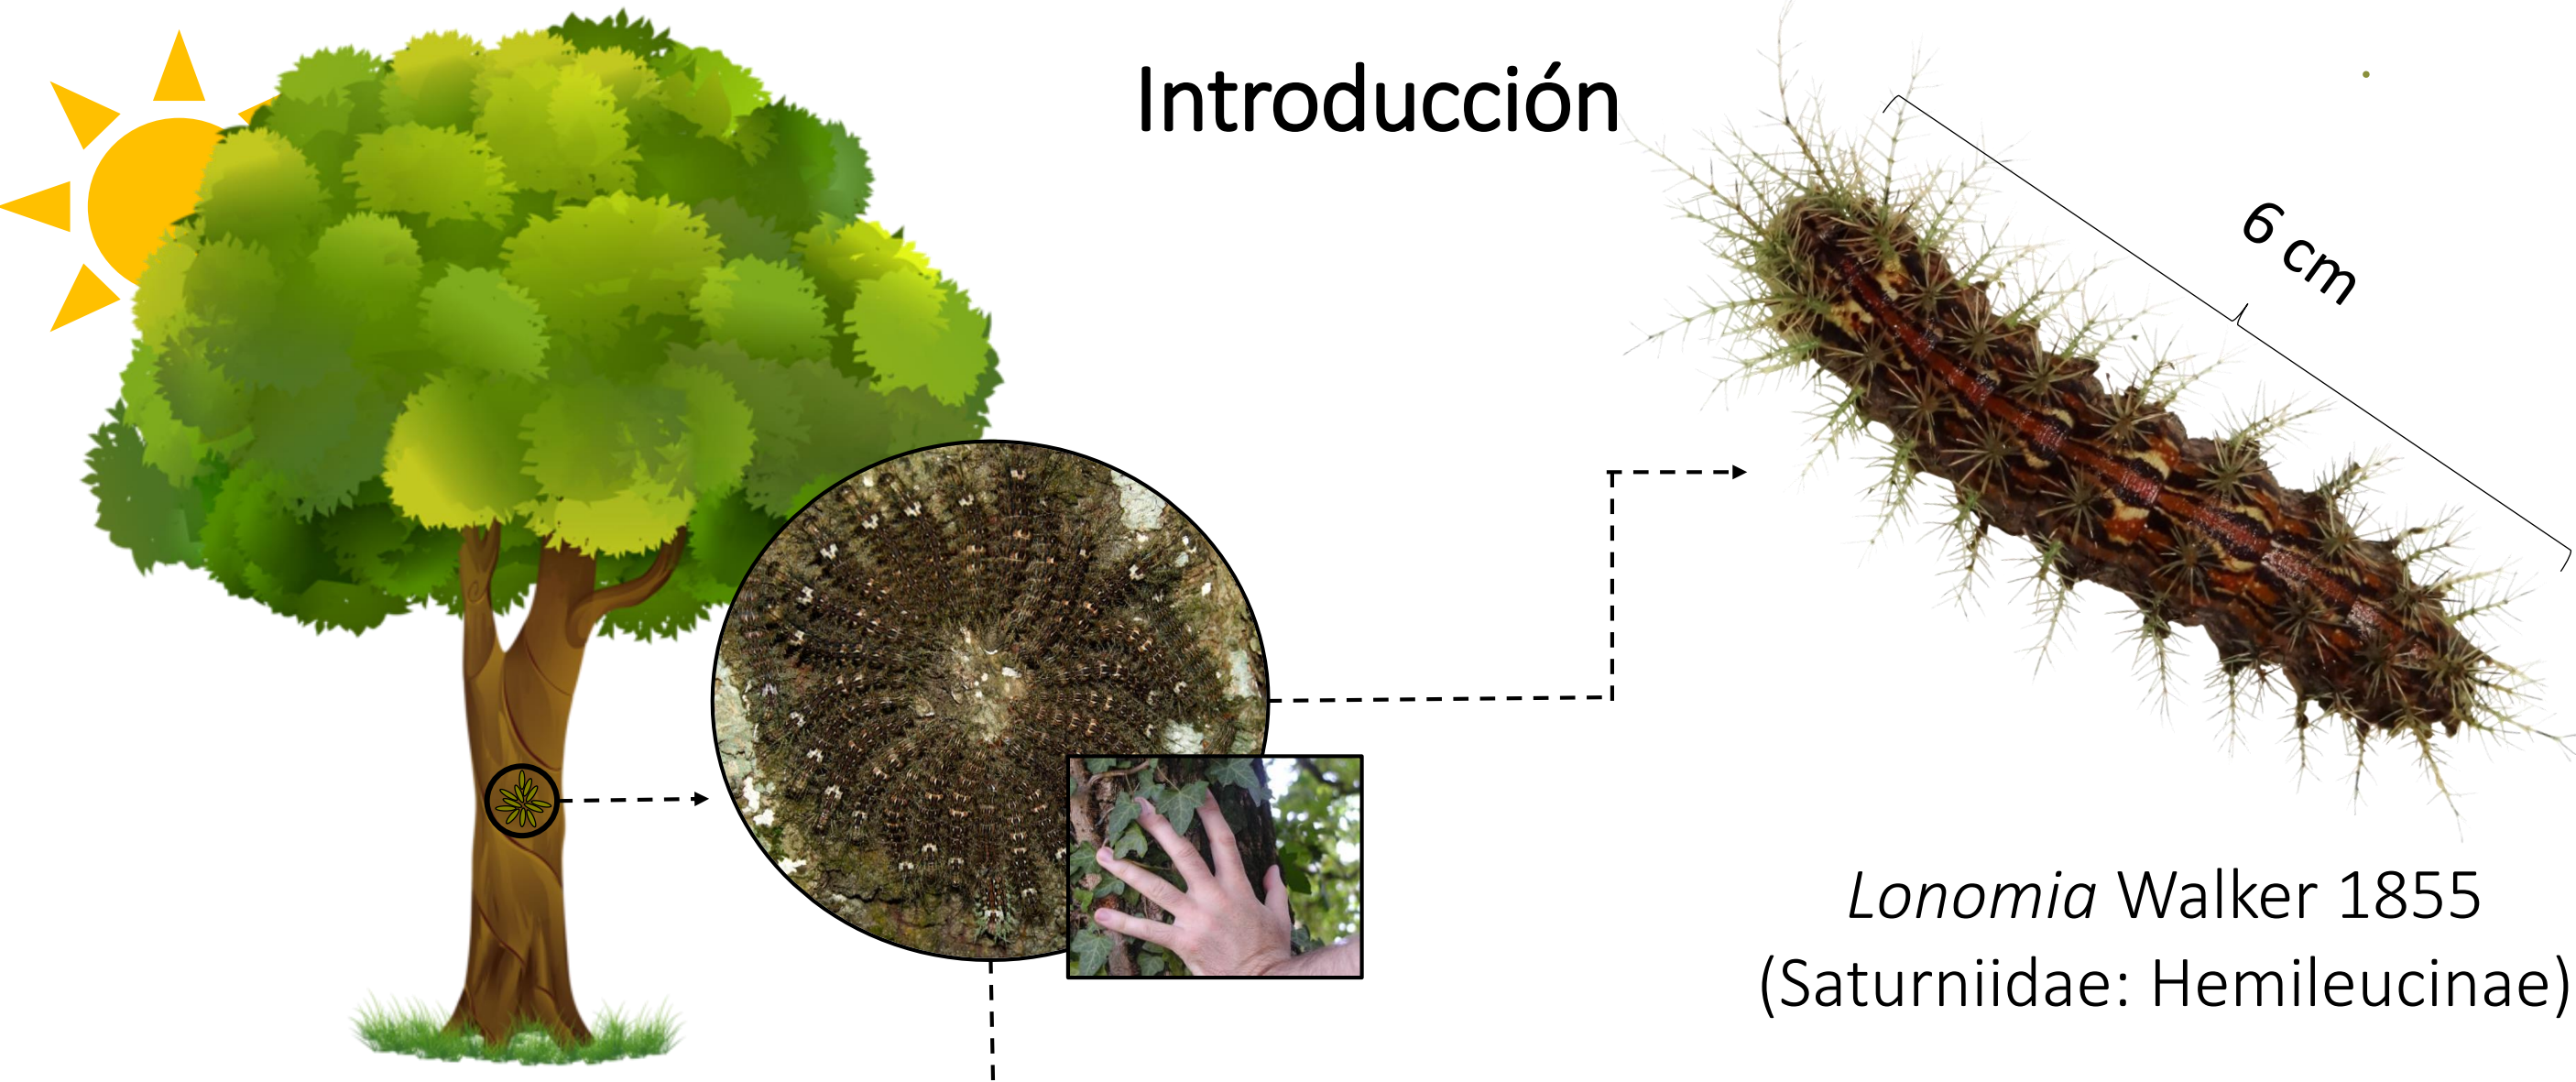 Introducción
6 cm
Lonomia Walker 1855
(Saturniidae: Hemileucinae)